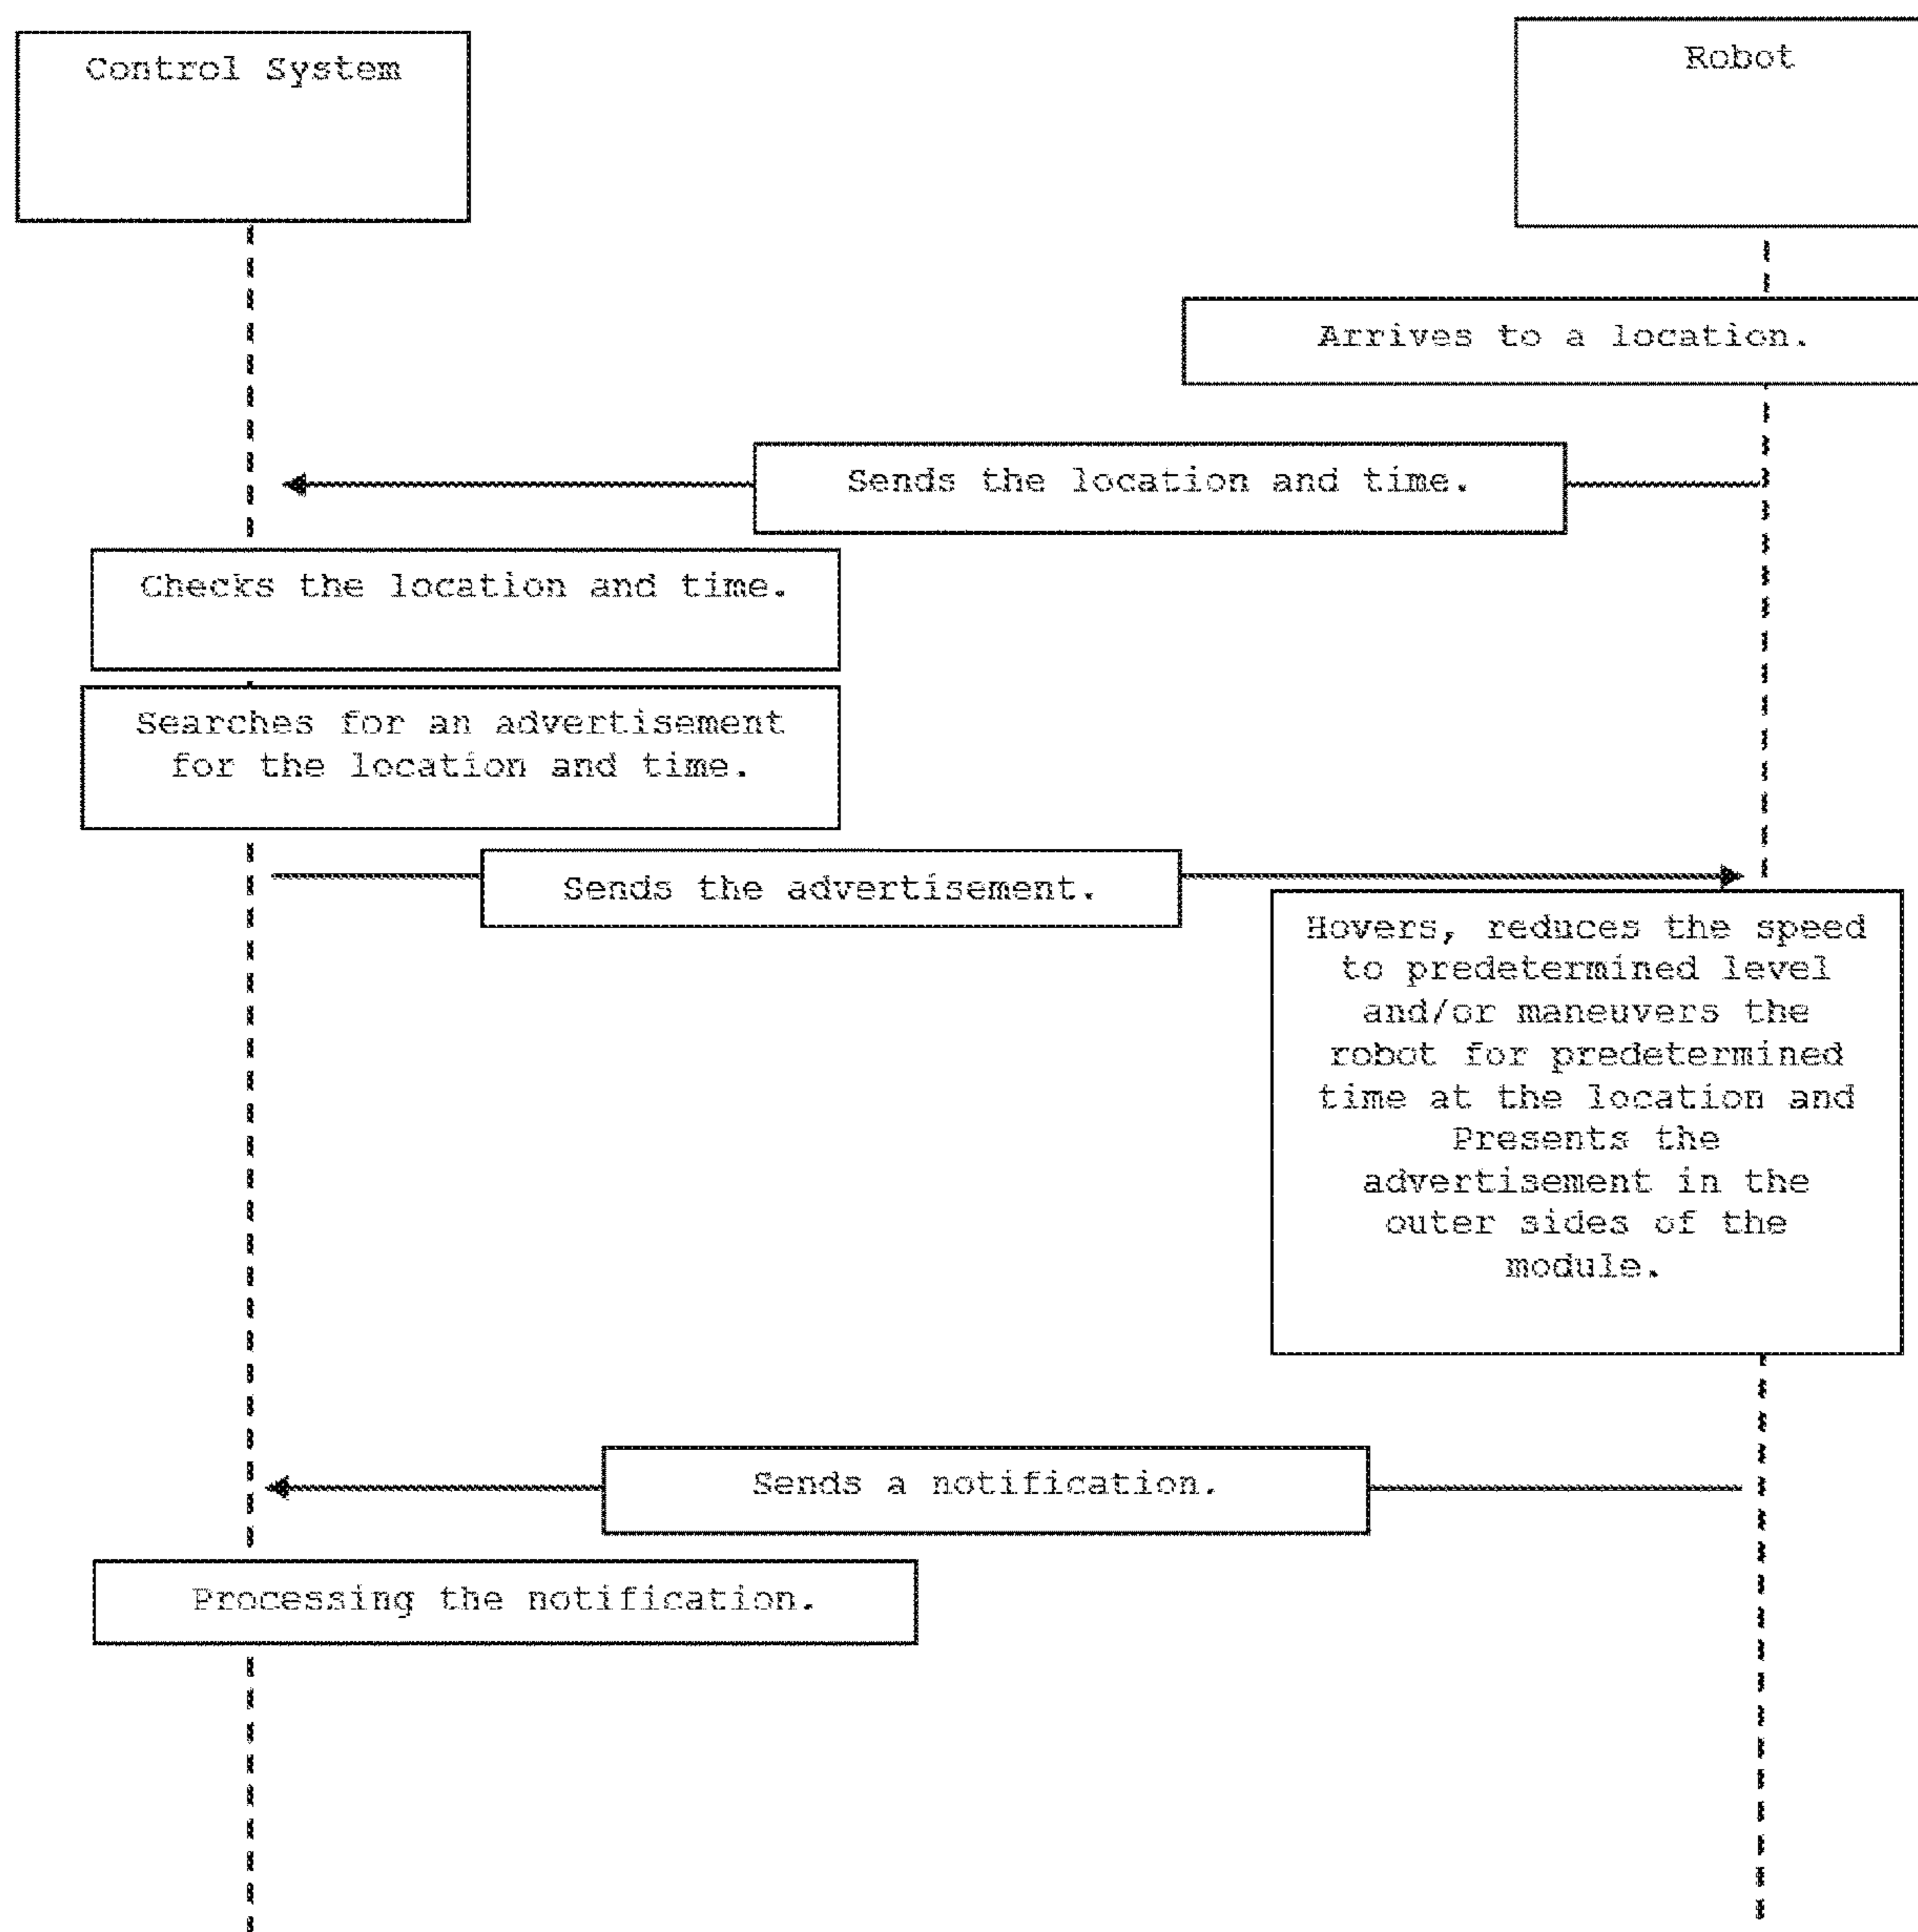 Control System
Robot
Arrives to a location.
Sends the location and time.
Checks the location and time.
Searches for an advertisement
for the location and time.
Sends the advertisement.
Hovers, reduces the speed
to predetermined level
and/or maneuvers the
robot for predetermined
time at the location and
Presents the
advertisement in the
outer sides of the
module.
Sends a notification.
Processing the notification.